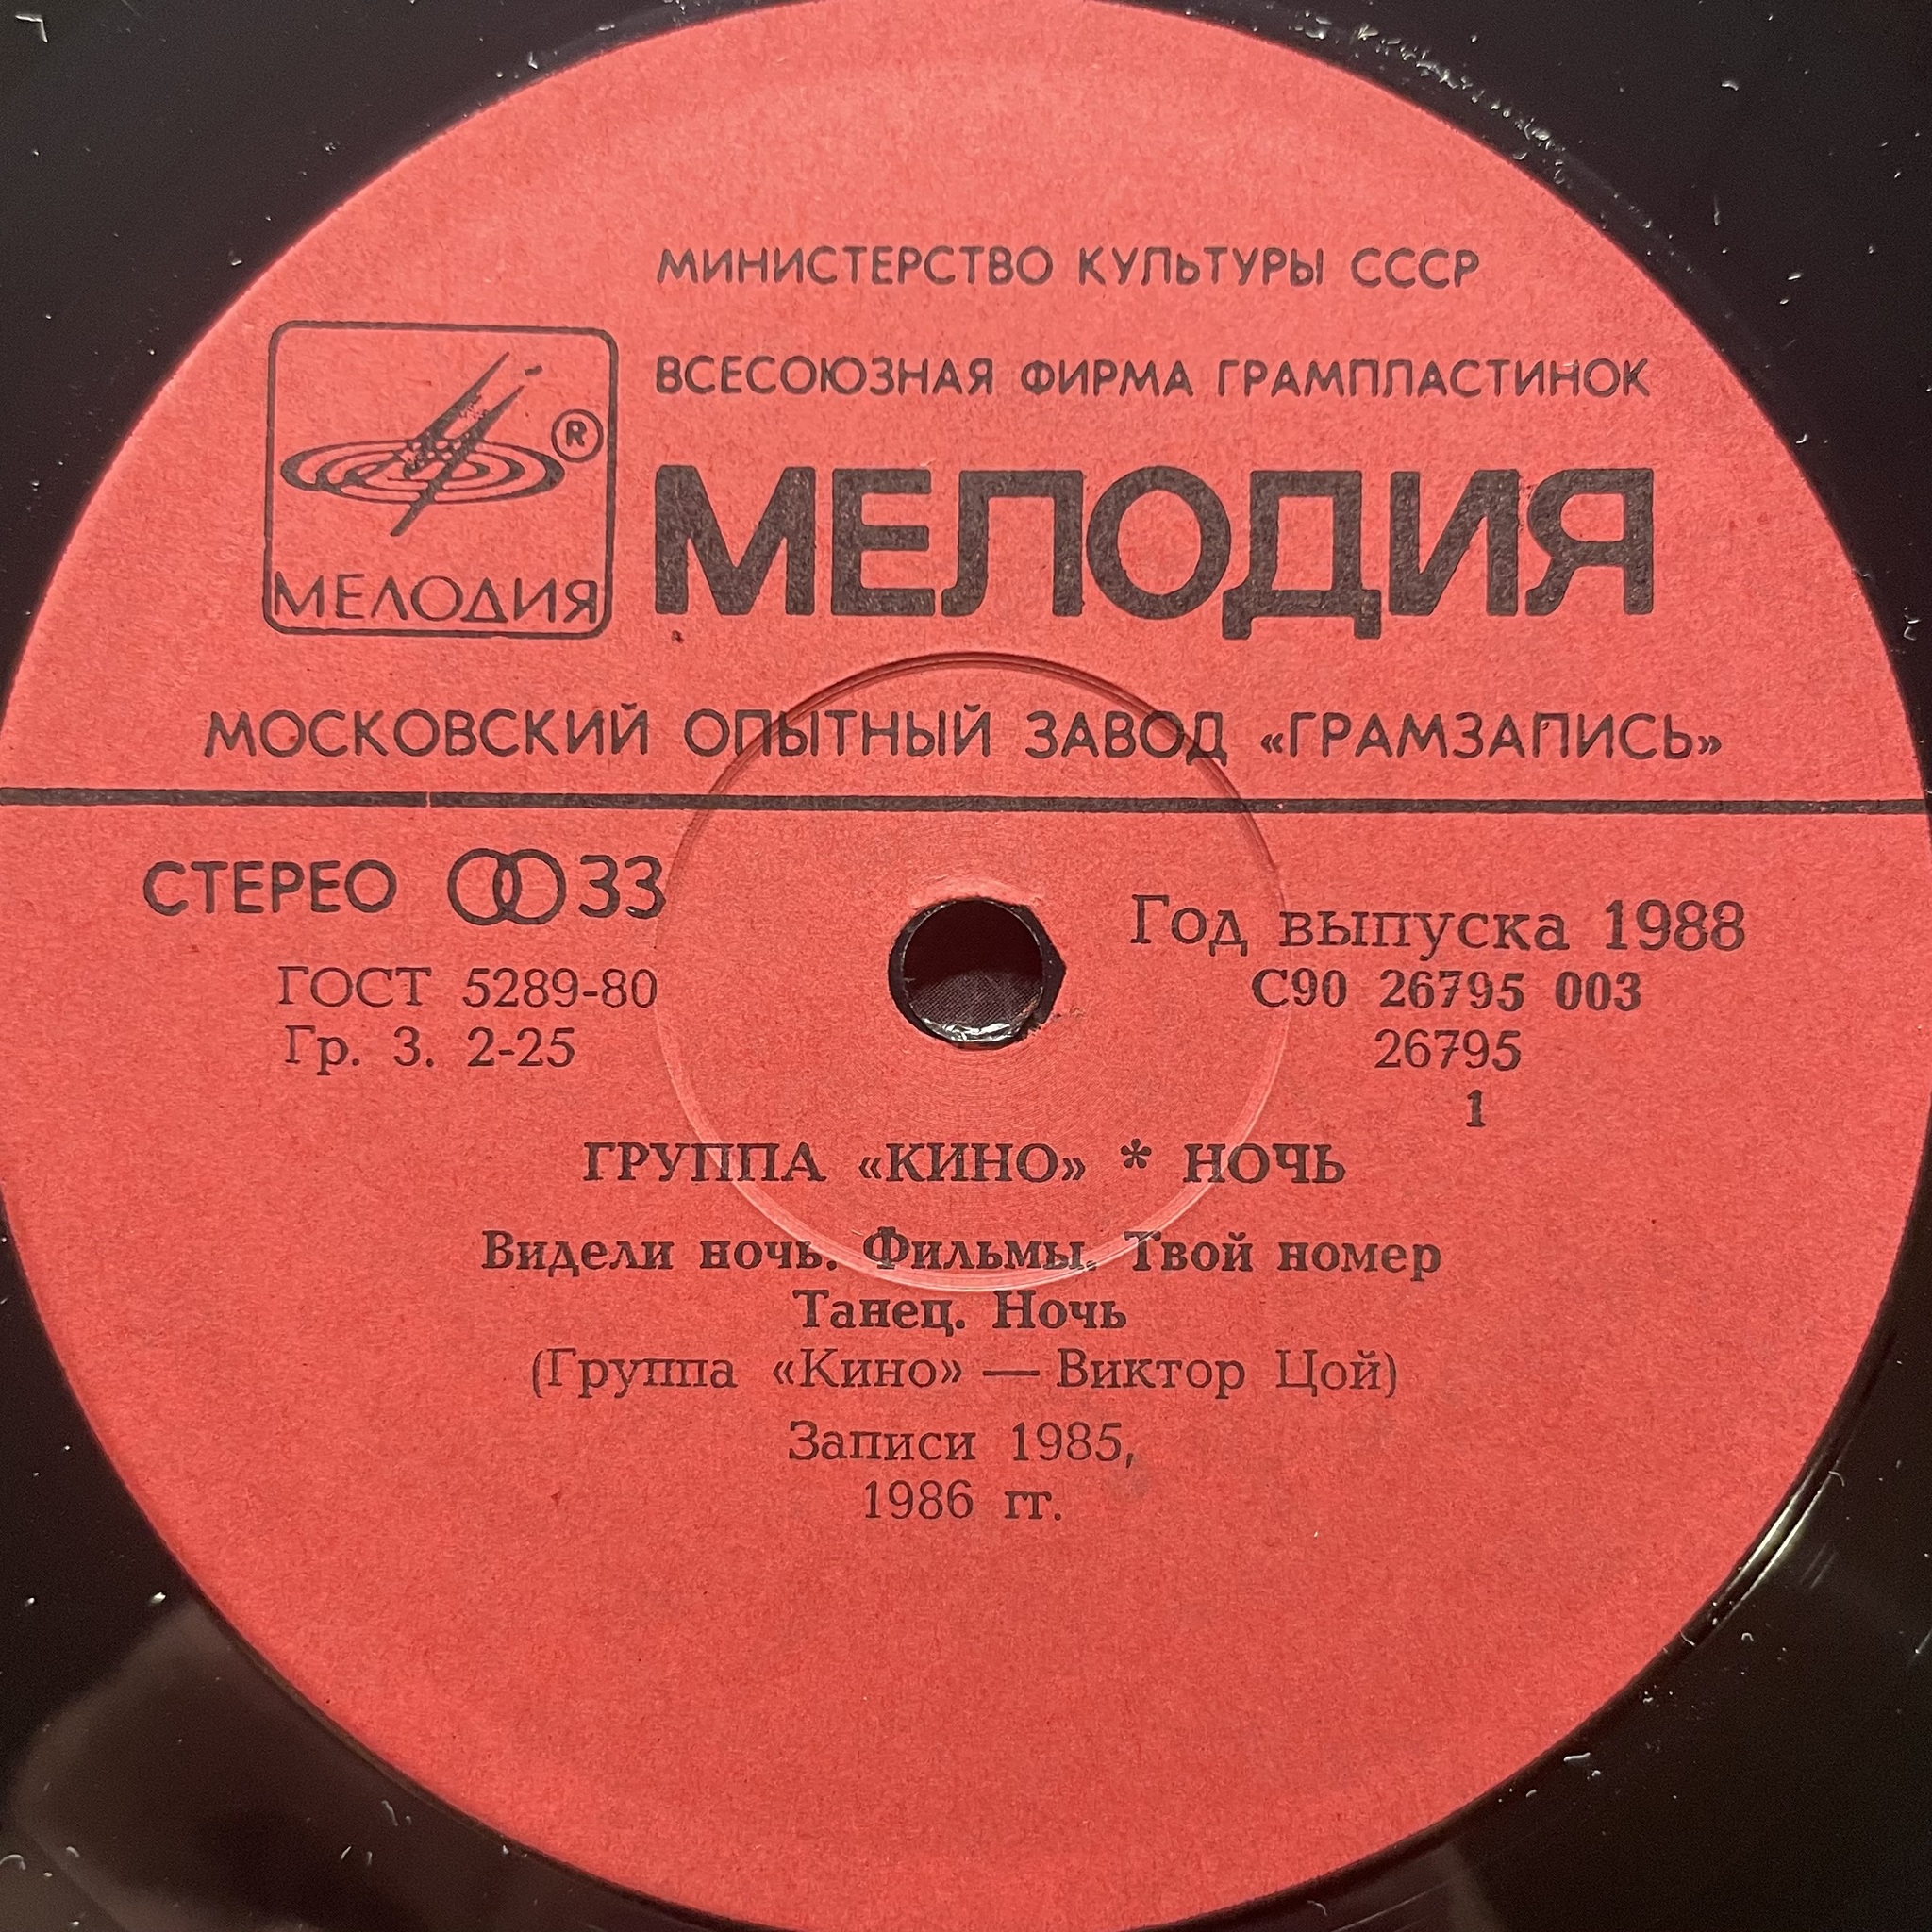 МИНИСТЕРСТВО КУЛЬТУРЫ СССР
ВСЕСОЮЗНАЯ ФИРМА ГРАМПЛАСТИНОК
®
МЕЛОДИЯ
МЕЛОДИЯ
МОСКОВСКИЙ ОПЫТНЫЙ ЗАВОД «ГРАМЗАПИСЬ»
СТЕРЕО 33
ГОСТ 5289-80
Гр. 3. 2-25
Год выпуска 1988
С90 26795 003
26795
1
ГРУППА «КИНО» * НОЧЬ
Видели ночь. Фильмы. Твой номер
Танец. Ночь
(Группа «Кино» — Виктор Цой)
Записи 1985,
1986 гг.